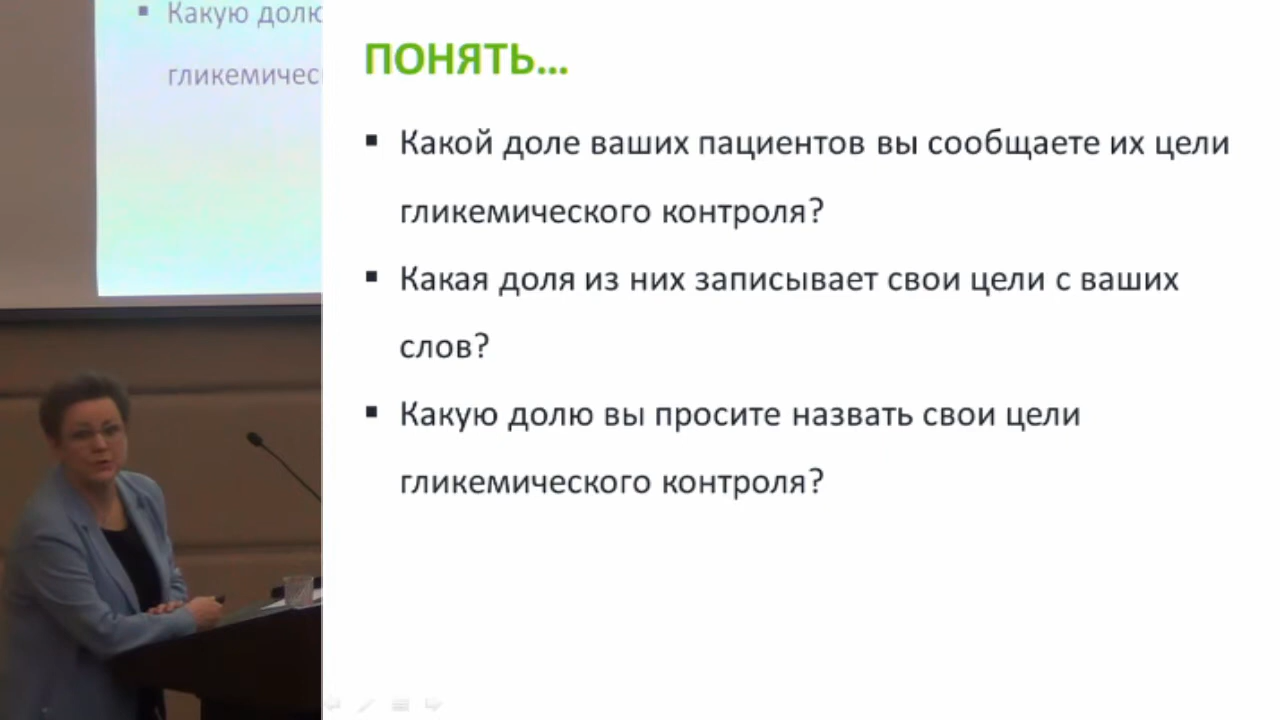 Какую долю
гликемическ
ПОНЯТЬ...
▪ Какой доле ваших пациентов вы сообщаете их цели
гликемического контроля?
▪ Какая доля из них записывает свои цели с ваших
слов?
▪ Какую долю вы просите назвать свои цели
гликемического контроля?